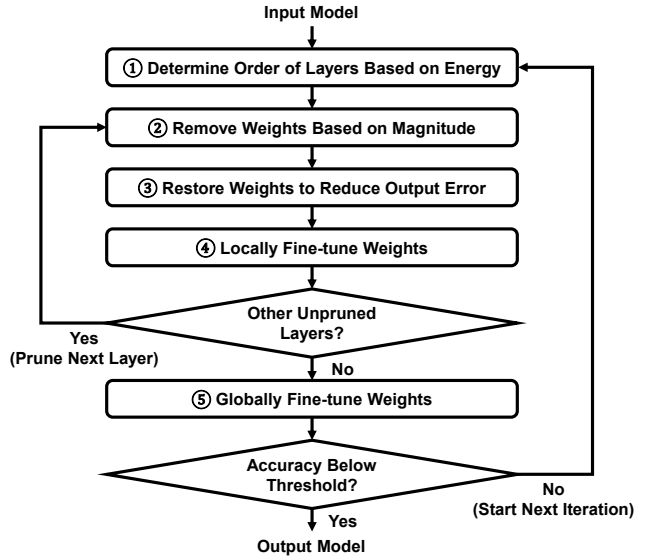 Input Model
① Determine Order of Layers Based on Energy
② Remove Weights Based on Magnitude
③ Restore Weights to Reduce Output Error
④ Locally Fine-tune Weights
Other Unpruned
Layers?
Yes
(Prune Next Layer)
No
⑤ Globally Fine-tune Weights
Accuracy Below
Threshold?
No
(Start Next Iteration)
Yes
Output Model